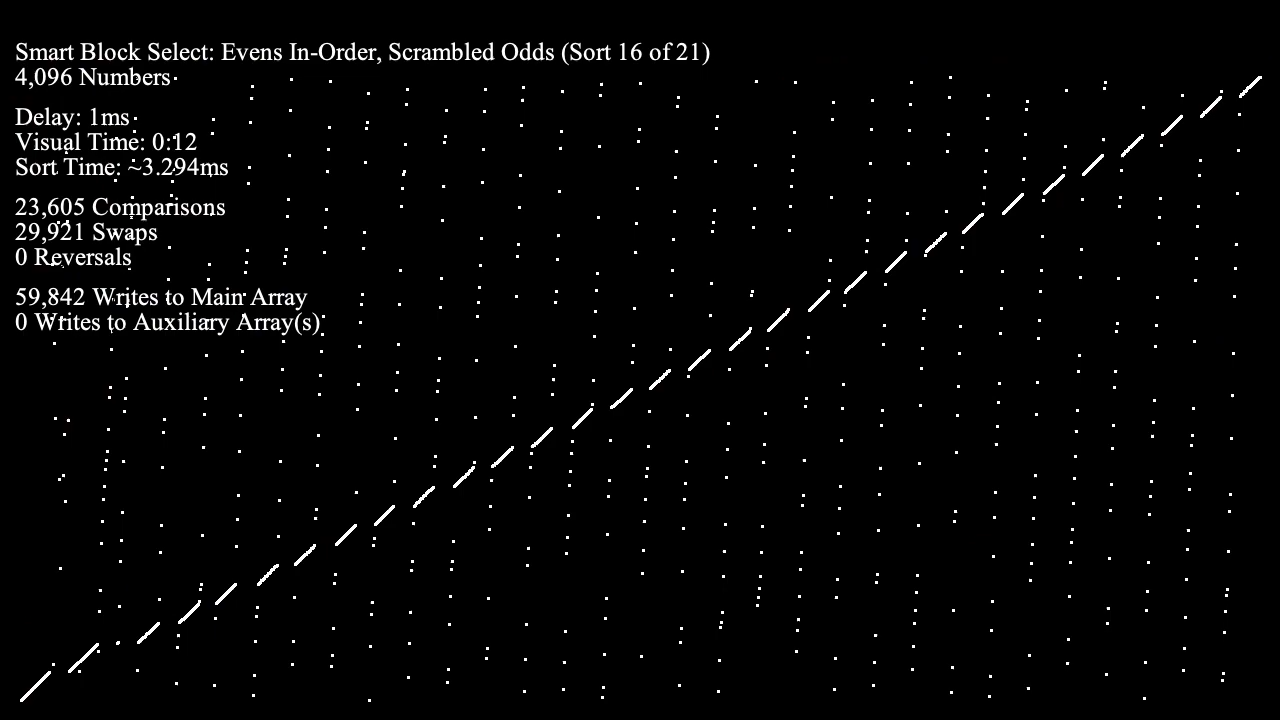 Smart Block Select: Evens In-Order, Scrambled Odds (Sort 16 of 21)
4,096 Numbers
Delay: 1ms
Visual Time: 0:12
Sort Time: ~3.294ms
23,605 Comparisons
29,921 Swaps
0 Reversals
59,842 Writes to Main Array
0 Writes to Auxiliary Array(s)